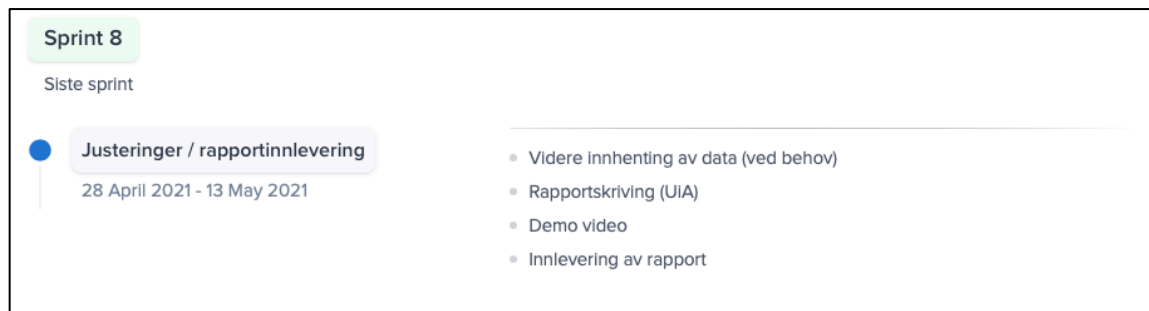 Sprint 8
Siste sprint
Justeringer / rapportinnlevering
28 April 2021 - 13 May 2021
Videre innhenting av data (ved behov)
Rapportskriving (UiA)
Demo video
Innlevering av rapport